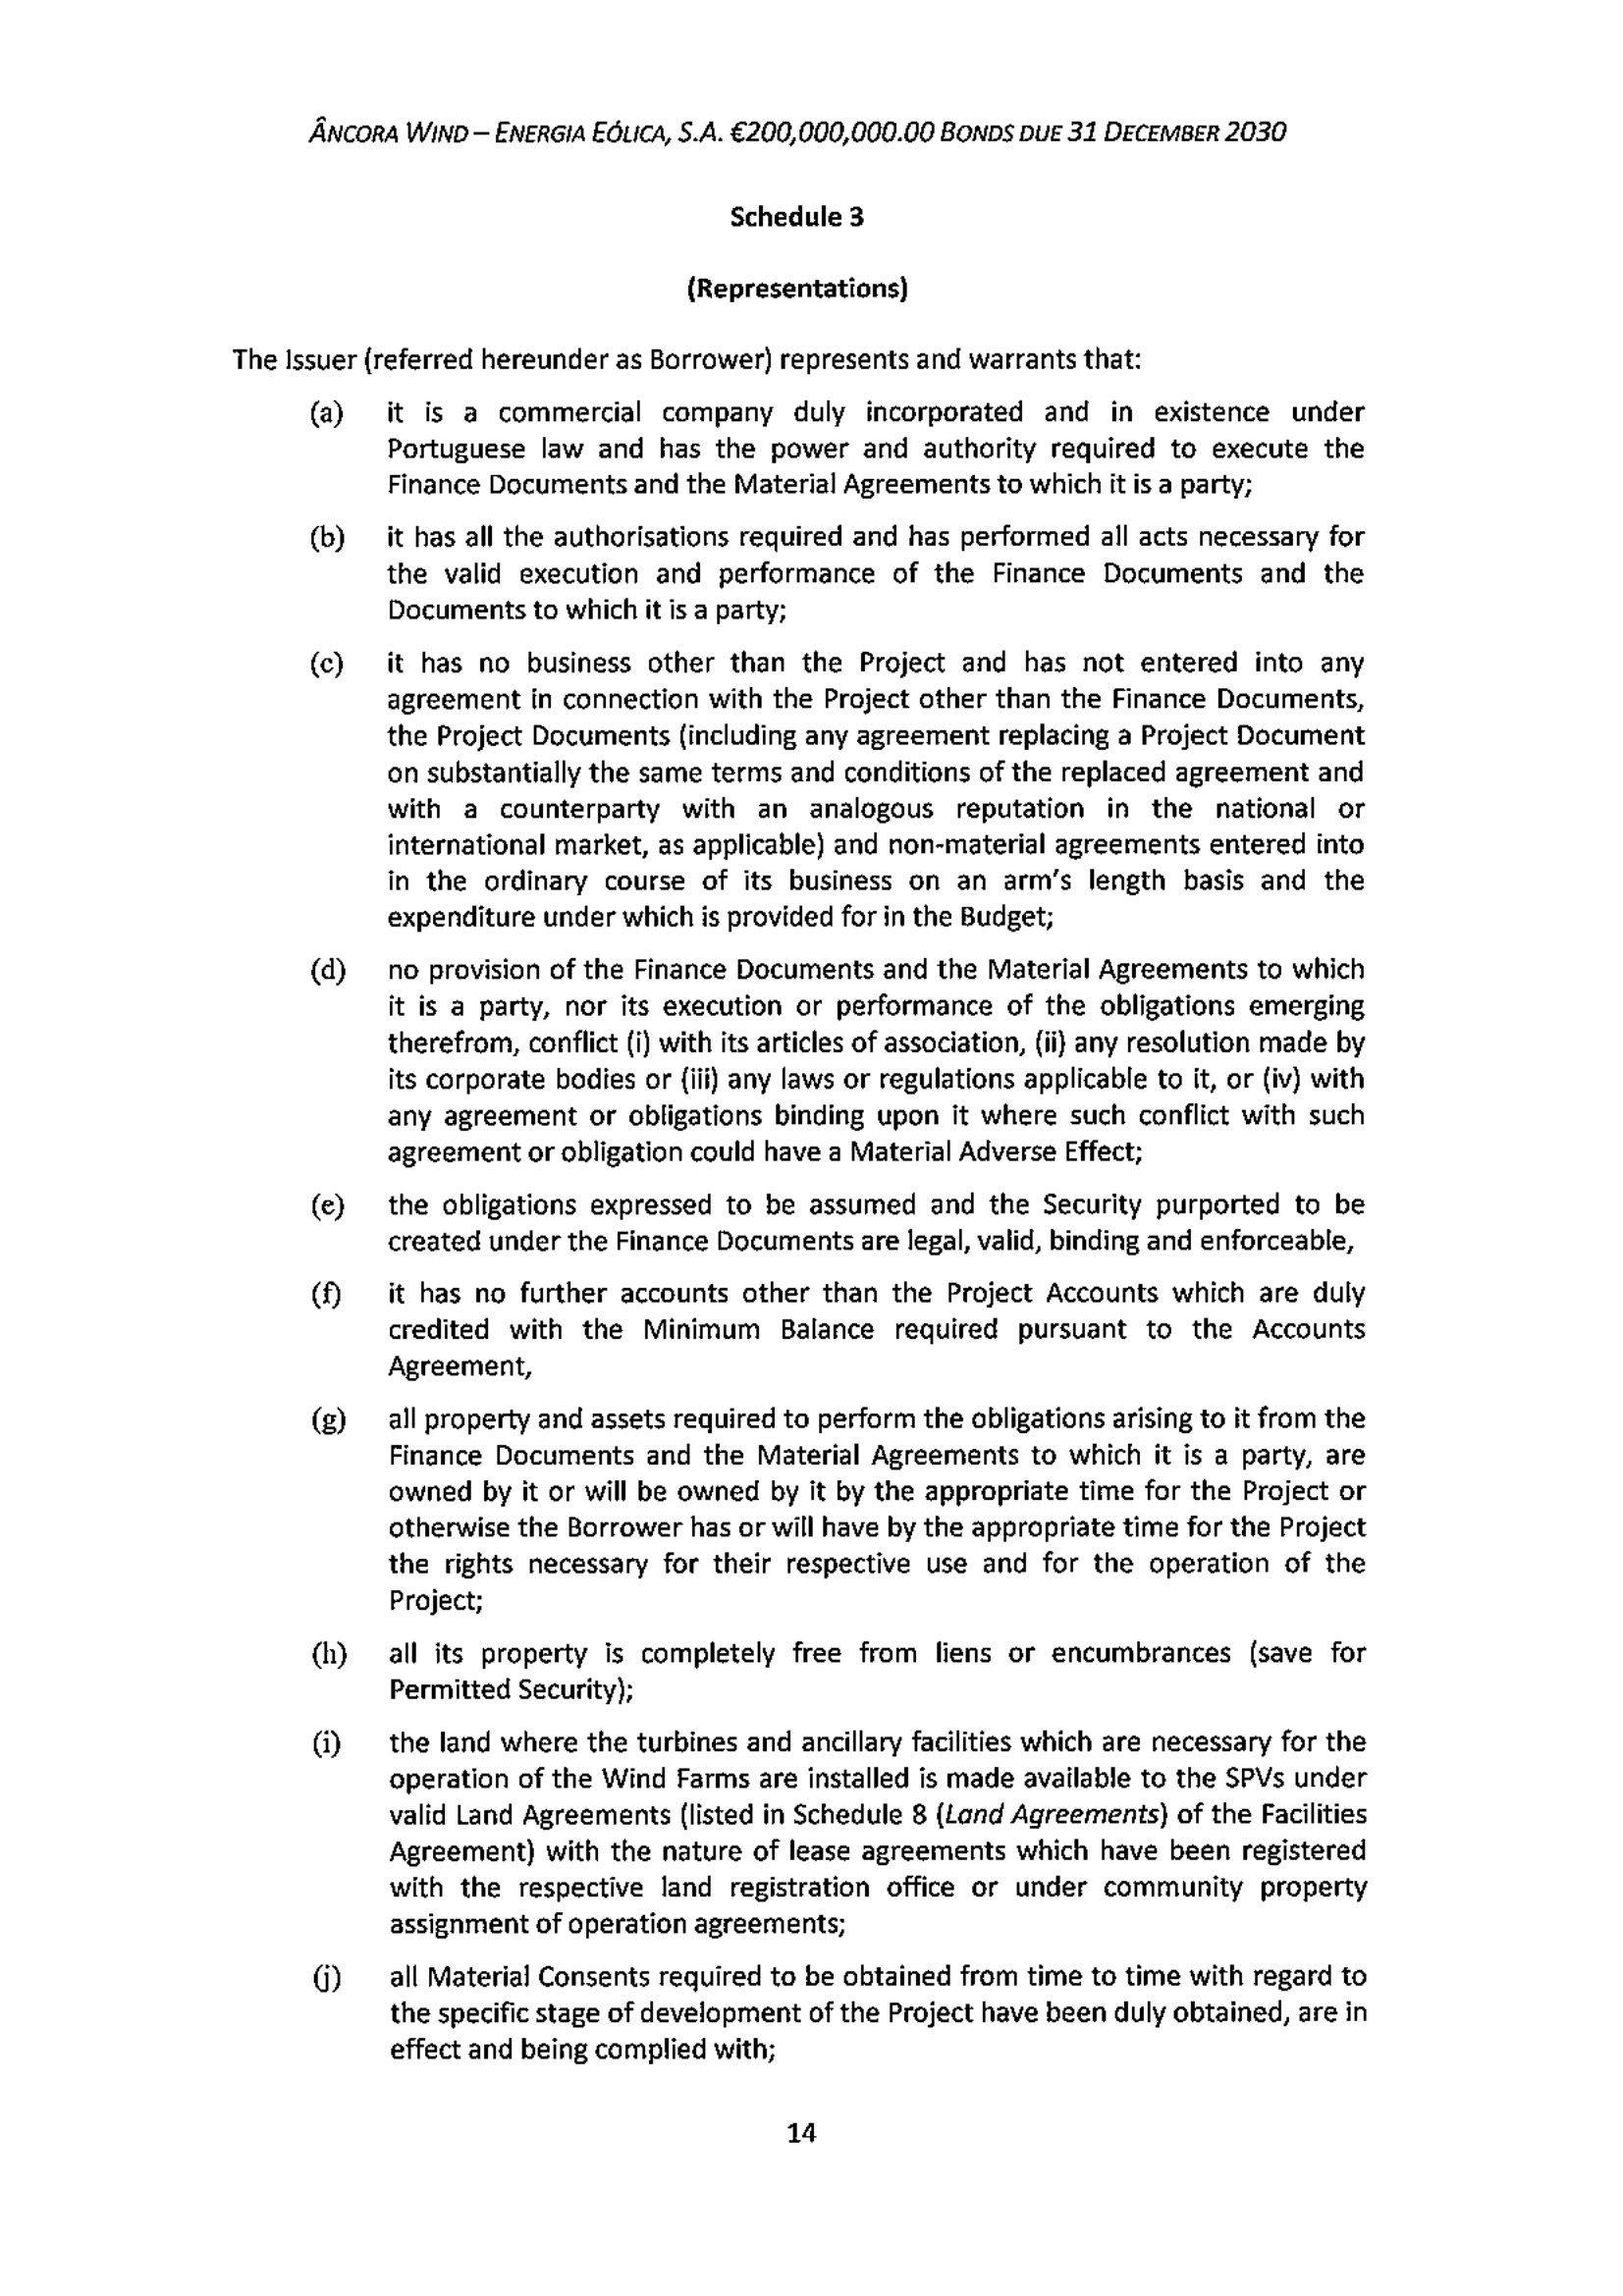 ÂNCORA WIND – ENERGIA EÓLICA, S.A. €200,000,000.00 BONDS DUE 31 DECEMBER 2030
Schedule 3
(Representations)
The Issuer (referred hereunder as Borrower) represents and warrants that:
(a) it is a commercial company duly incorporated and in existence under
Portuguese law and has the power and authority required to execute the
Finance Documents and the Material Agreements to which it is a party;
(b) it has all the authorisations required and has performed all acts necessary for
the valid execution and performance of the Finance Documents and the
Documents to which it is a party;
(c) it has no business other than the Project and has not entered into any
agreement in connection with the Project other than the Finance Documents,
the Project Documents (including any agreement replacing a Project Document
on substantially the same terms and conditions of the replaced agreement and
with a counterparty with an analogous reputation in the national or
international market, as applicable) and non-material agreements entered into
in the ordinary course of its business on an arm's length basis and the
expenditure under which is provided for in the Budget;
(d) no provision of the Finance Documents and the Material Agreements to which
it is a party, nor its execution or performance of the obligations emerging
therefrom, conflict (i) with its articles of association, (ii) any resolution made by
its corporate bodies or (iii) any laws or regulations applicable to it, or (iv) with
any agreement or obligations binding upon it where such conflict with such
agreement or obligation could have a Material Adverse Effect;
(e) the obligations expressed to be assumed and the Security purported to be
created under the Finance Documents are legal, valid, binding and enforceable,
(f) it has no further accounts other than the Project Accounts which are duly
credited with the Minimum Balance required pursuant to the Accounts
Agreement,
(g) all property and assets required to perform the obligations arising to it from the
Finance Documents and the Material Agreements to which it is a party, are
owned by it or will be owned by it by the appropriate time for the Project or
otherwise the Borrower has or will have by the appropriate time for the Project
the rights necessary for their respective use and for the operation of the
Project;
(h) all its property is completely free from liens or encumbrances (save for
Permitted Security);
(i) the land where the turbines and ancillary facilities which are necessary for the
operation of the Wind Farms are installed is made available to the SPVs under
valid Land Agreements (listed in Schedule 8 (Land Agreements) of the Facilities
Agreement) with the nature of lease agreements which have been registered
with the respective land registration office or under community property
assignment of operation agreements;
(j) all Material Consents required to be obtained from time to time with regard to
the specific stage of development of the Project have been duly obtained, are in
effect and being complied with;
14